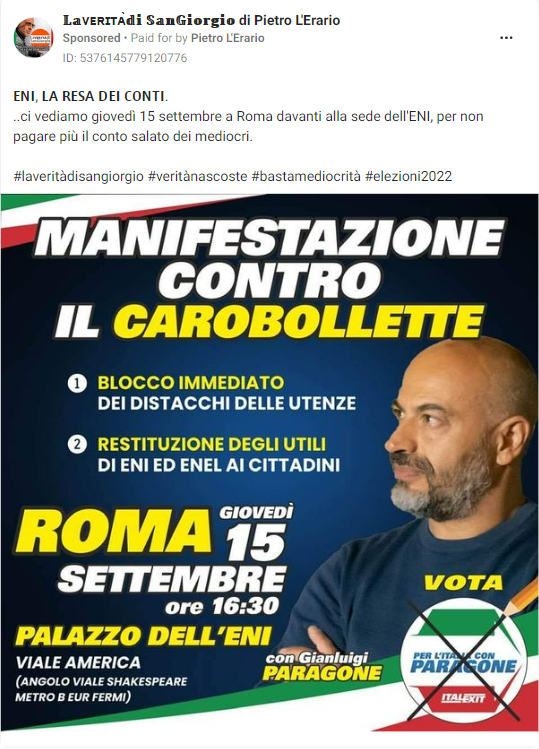 LAVERITÀdi SanGiorgio di Pietro L'Erario
Sponsored • Paid for by Pietro L'Erario
ID: 5376145779120776
ENI, LA RESA DEI CONTI.
..ci vediamo giovedì 15 settembre a Roma davanti alla sede dell'ENI, per non
pagare più il conto salato dei mediocri.
#laveritàdisangiorgio #veritànascoste #bastamediocrità #elezioni2022
MANIFESTAZIONE
CONTRO
IL CAROBOLLETTE
1 BLOCCO IMMEDIATO
DEI DISTACCHI DELLE UTENZE
2 RESTITUZIONE DEGLI UTILI
DI ENI ED ENEL AI CITTADINI
ROMA GIOVEDÌ 15
SETTEMBRE
ore 16:30
PALAZZO DELL'ENI
VIALE AMERICA
(ANGOLO VIALE SHAKESPEARE
METRO B EUR FERMI)
con Gianluigi
PARAGONE
VOTA
PER L'ITALIA CON
PARAGONE
ITALEXIT